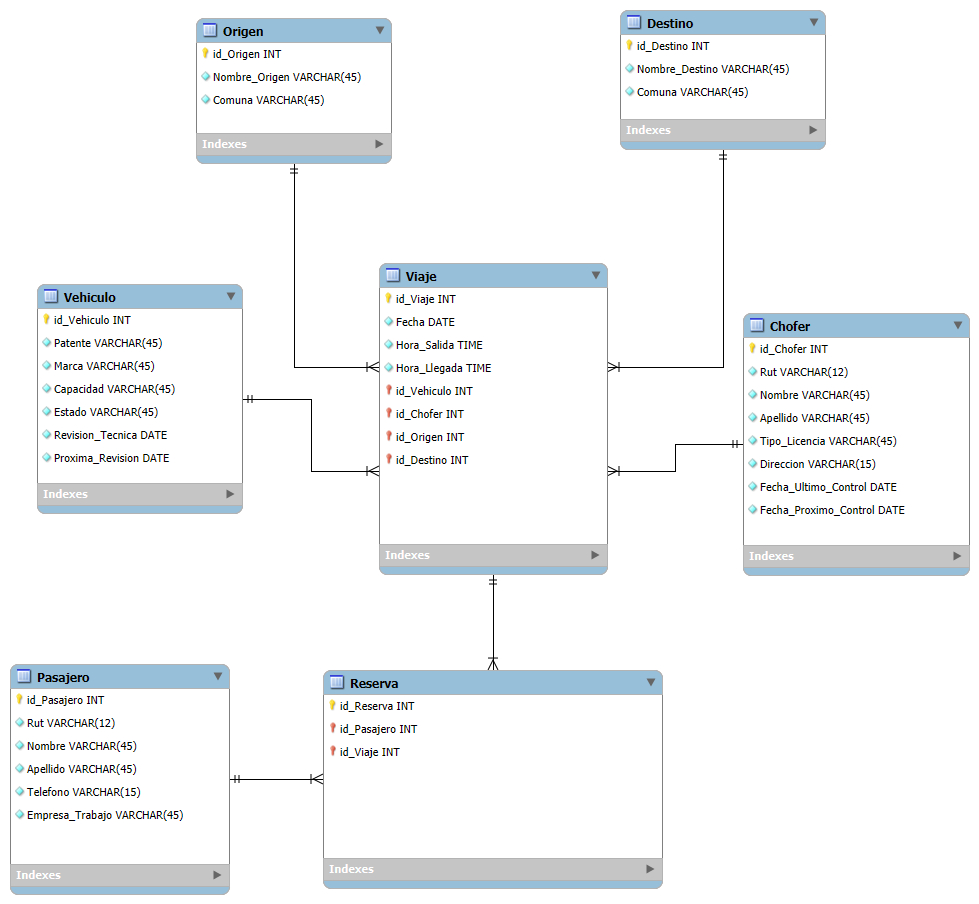 Origen
id_Origen INT
Nombre_Origen VARCHAR(45)
Comuna VARCHAR(45)
Indexes
Destino
id_Destino INT
Nombre_Destino VARCHAR(45)
Comuna VARCHAR(45)
Indexes
Vehiculo
id_Vehiculo INT
Patente VARCHAR(45)
Marca VARCHAR(45)
Capacidad VARCHAR(45)
Estado VARCHAR(45)
Revision_Tecnica DATE
Proxima_Revision DATE
Indexes
Viaje
id_Viaje INT
Fecha DATE
Hora_Salida TIME
Hora_Llegada TIME
id_Vehiculo INT
id_Chofer INT
id_Origen INT
id_Destino INT
Indexes
Chofer
id_Chofer INT
Rut VARCHAR(12)
Nombre VARCHAR(45)
Apellido VARCHAR(45)
Tipo_Licencia VARCHAR(45)
Direccion VARCHAR(15)
Fecha_Ultimo_Control DATE
Fecha_Proximo_Control DATE
Indexes
Pasajero
id_Pasajero INT
Rut VARCHAR(12)
Nombre VARCHAR(45)
Apellido VARCHAR(45)
Telefono VARCHAR(15)
Empresa_Trabajo VARCHAR(45)
Indexes
Reserva
id_Reserva INT
id_Pasajero INT
id_Viaje INT
Indexes